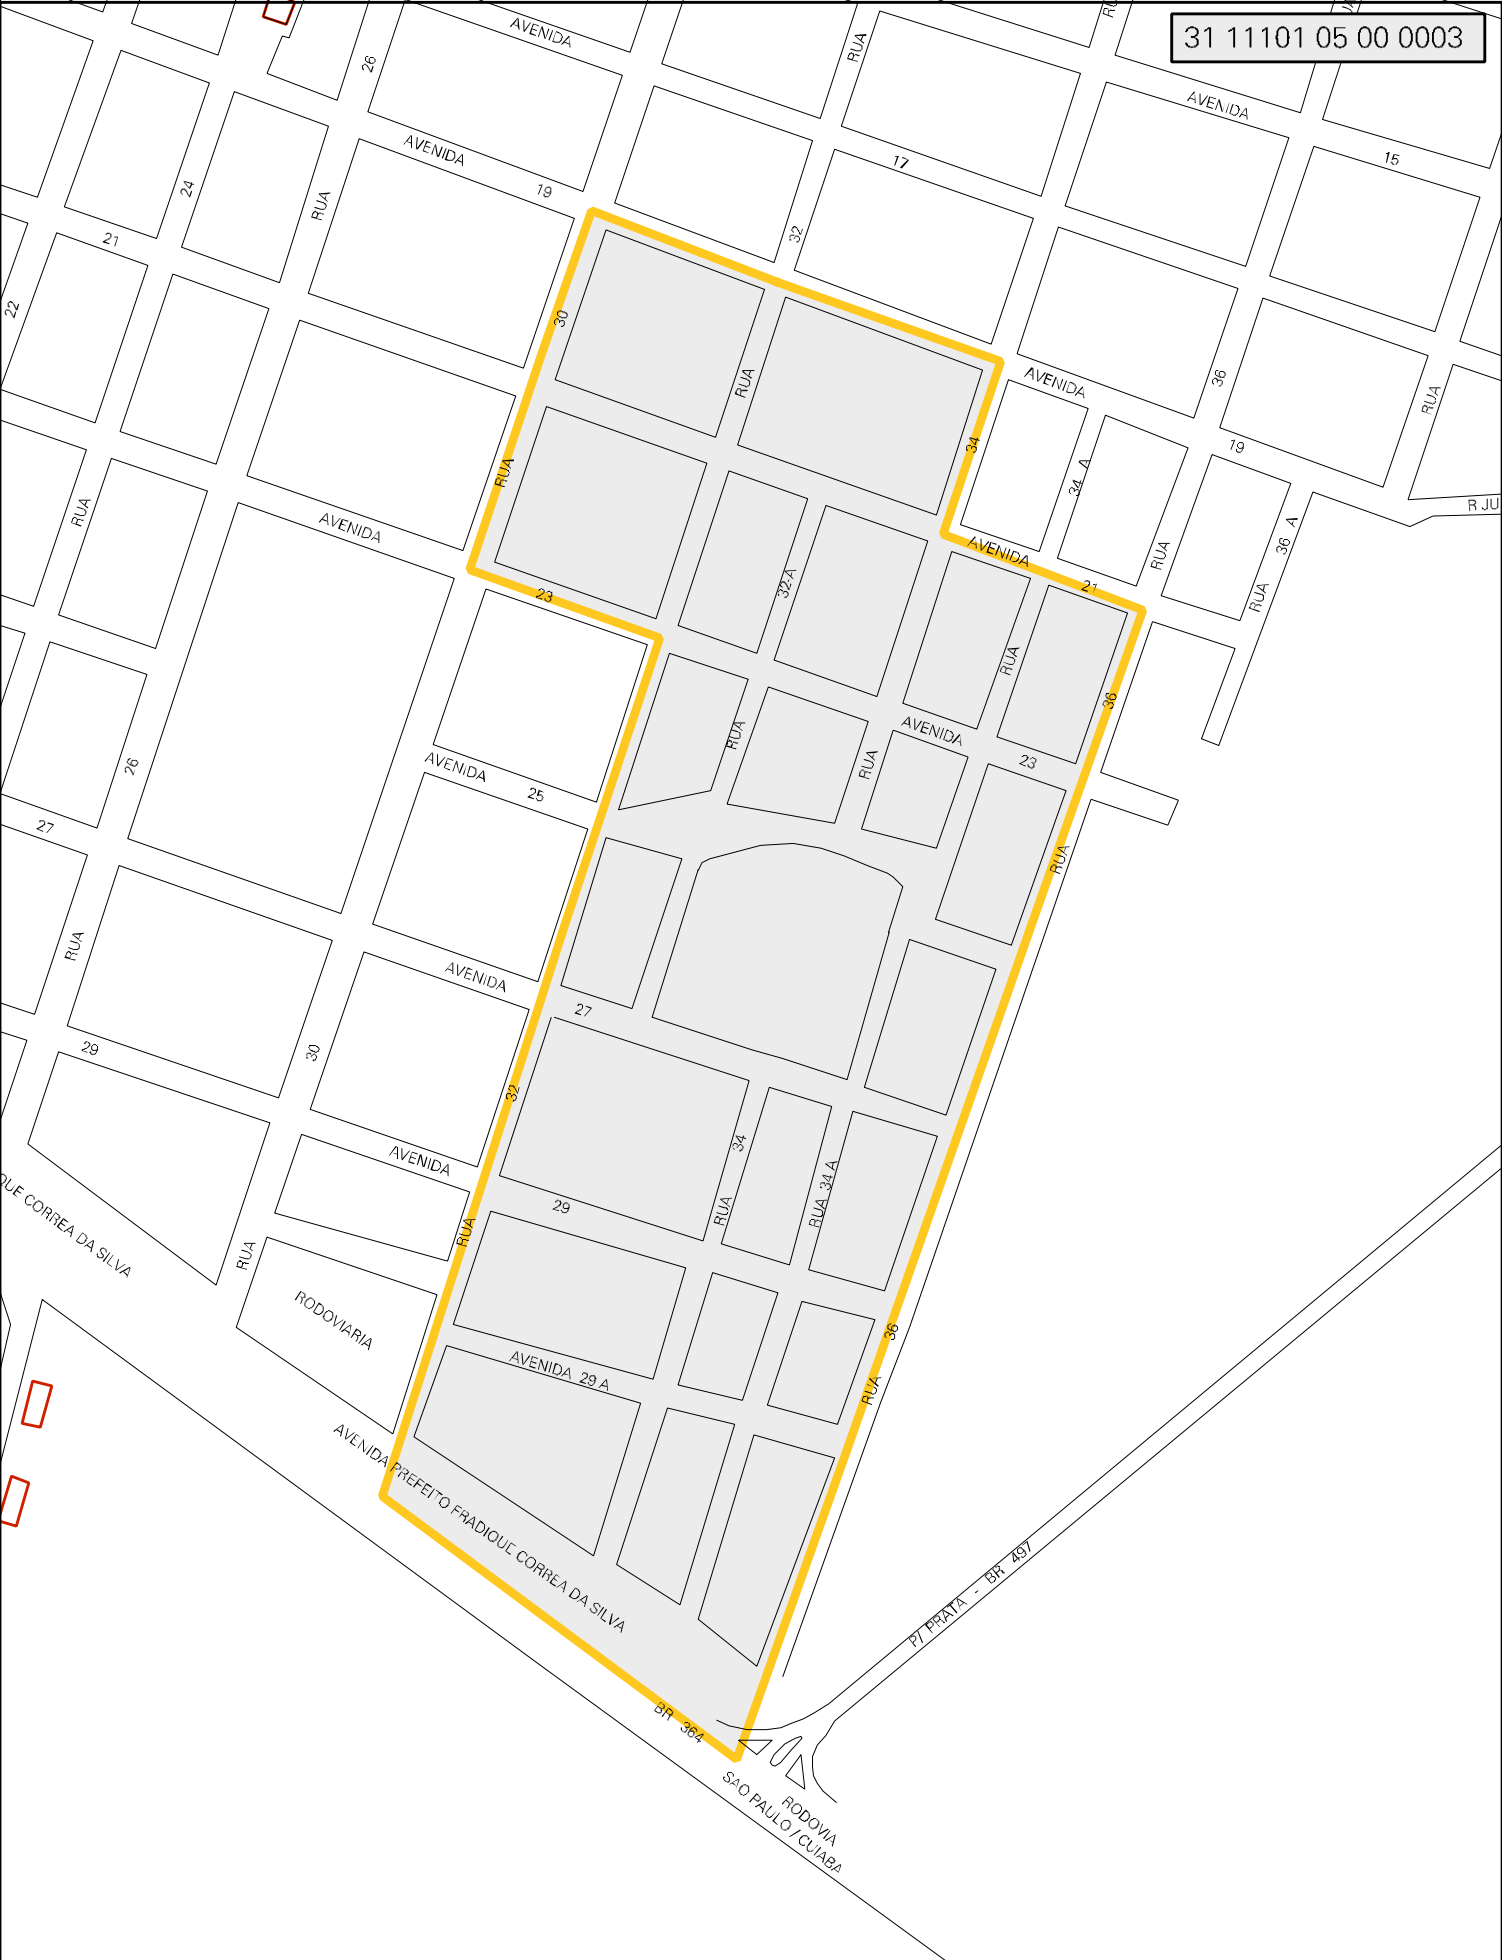 31 11101 05 00 0003
AVENIDA
RUA
26
AVENIDA
AVENIDA
19
17
15
24
RUA
21
32
22
30
RUA
AVENIDA
36
RUA
34
19
34 A
RUA
RUA
AVENIDA
R JU
36 A
AVENIDA
RUA
21
32-A
23
RUA
RUA
36
RUA
AVENIDA
RUA
23
26
AVENIDA
25
27
RUA
RUA
AVENIDA
27
29
30
32
34
AVENIDA
34 A
RUA
RUA
29
RUA
RUA
QUE CORREA DA SILVA
RODOVIARIA
36
RUA
AVENIDA 29 A
AVENIDA PREFEITO FRADIQUE CORREA DA SILVA
P/ PRATA - BR 497
BR 364
RODOVIA
SAO PAULO / CUIABA